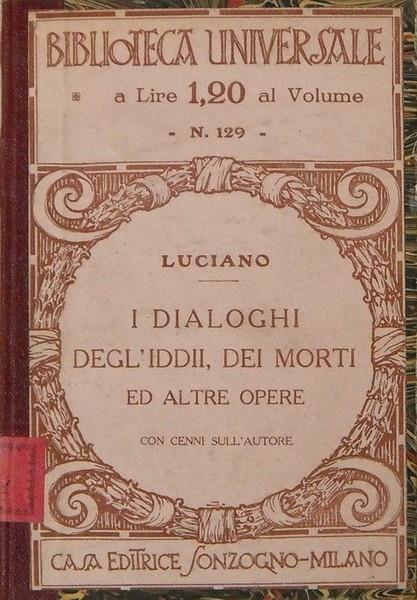 BIBLIOTECA UNIVERSALE
a Lire 1,20 al Volume
- N. 129 -
LUCIANO
I DIALOGHI
DEGL'IDDII, DEI MORTI
ED ALTRE OPERE
CON CENNI SULL'AUTORE
CASA EDITRICE SONZOGNO-MILANO